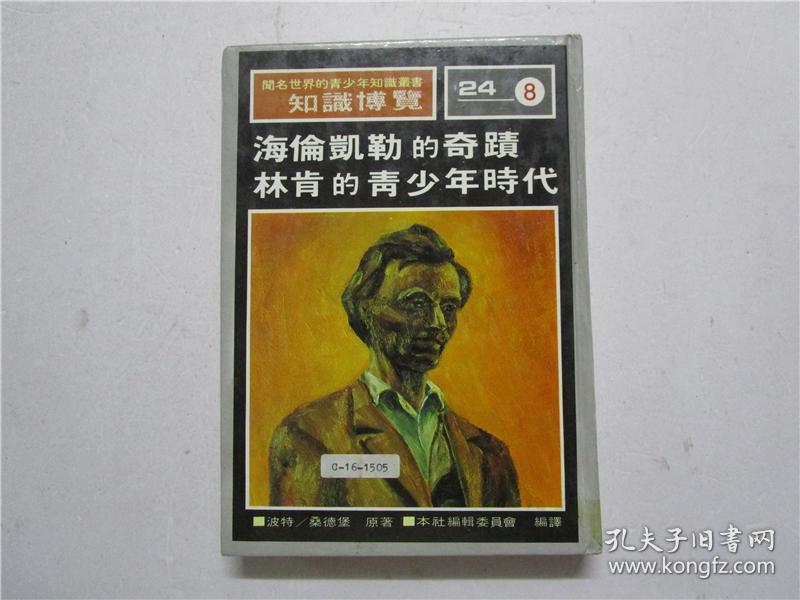 聞名世界的青少年知識叢書
知識博覽
24 8
海倫凱勒的奇蹟
林肯的青少年時代
C-16-1505
波特／桑德堡 原著 本社編輯委員會 編譯
孔夫子旧书网
www.kongfz.com